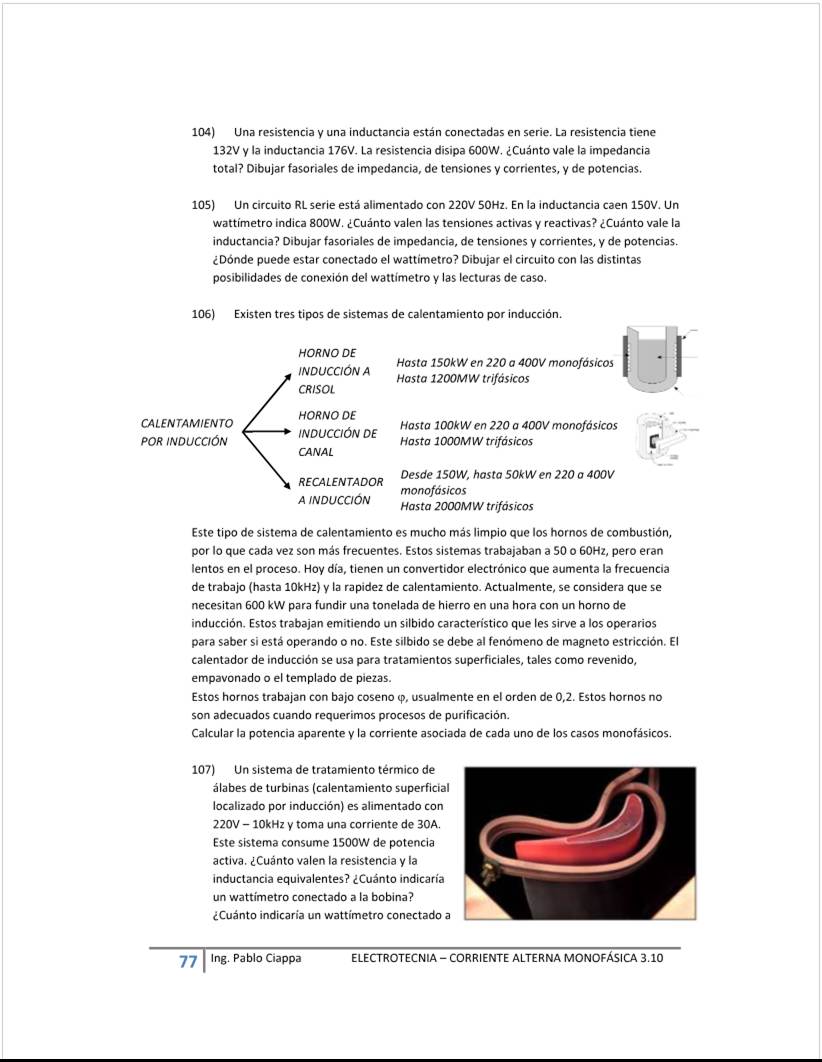 104) Una resistencia y una inductancia están conectadas en serie. La resistencia tiene
132V y la inductancia 176V. La resistencia disipa 600W. ¿Cuánto vale la impedancia
total? Dibujar fasoriales de impedancia, de tensiones y corrientes, y de potencias.
105) Un circuito RL serie está alimentado con 220V 50Hz. En la inductancia caen 150V. Un
wattímetro indica 800W. ¿Cuánto valen las tensiones activas y reactivas? ¿Cuánto vale la
inductancia? Dibujar fasoriales de impedancia, de tensiones y corrientes, y de potencias.
¿Dónde puede estar conectado el wattímetro? Dibujar el circuito con las distintas
posibilidades de conexión del wattímetro y las lecturas de caso.
106) Existen tres tipos de sistemas de calentamiento por inducción.
CALENTAMIENTO
POR INDUCCIÓN
HORNO DE
INDUCCIÓN A
CRISOL
Hasta 150kW en 220 a 400V monofásicos
Hasta 1200MW trifásicos
HORNO DE
INDUCCIÓN DE
CANAL
Hasta 100kW en 220 a 400V monofásicos
Hasta 1000MW trifásicos
RECALENTADOR
A INDUCCIÓN
Desde 150W, hasta 50kW en 220 a 400V
monofásicos
Hasta 2000MW trifásicos
Este tipo de sistema de calentamiento es mucho más limpio que los hornos de combustión,
por lo que cada vez son más frecuentes. Estos sistemas trabajaban a 50 o 60Hz, pero eran
lentos en el proceso. Hoy día, tienen un convertidor electrónico que aumenta la frecuencia
de trabajo (hasta 10kHz) y la rapidez de calentamiento. Actualmente, se considera que se
necesitan 600 kW para fundir una tonelada de hierro en una hora con un horno de
inducción. Estos trabajan emitiendo un silbido característico que les sirve a los operarios
para saber si está operando o no. Este silbido se debe al fenómeno de magneto estricción. El
calentador de inducción se usa para tratamientos superficiales, tales como revenido,
empavonado o el templado de piezas.
Estos hornos trabajan con bajo coseno φ, usualmente en el orden de 0,2. Estos hornos no
son adecuados cuando requerimos procesos de purificación.
Calcular la potencia aparente y la corriente asociada de cada uno de los casos monofásicos.
107) Un sistema de tratamiento térmico de
álabes de turbinas (calentamiento superficial
localizado por inducción) es alimentado con
220V – 10kHz y toma una corriente de 30A.
Este sistema consume 1500W de potencia
activa. ¿Cuánto valen la resistencia y la
inductancia equivalentes? ¿Cuánto indicaría
un wattímetro conectado a la bobina?
¿Cuánto indicaría un wattímetro conectado a
77 Ing. Pablo Ciappa ELECTROTECNIA – CORRIENTE ALTERNA MONOFÁSICA 3.10